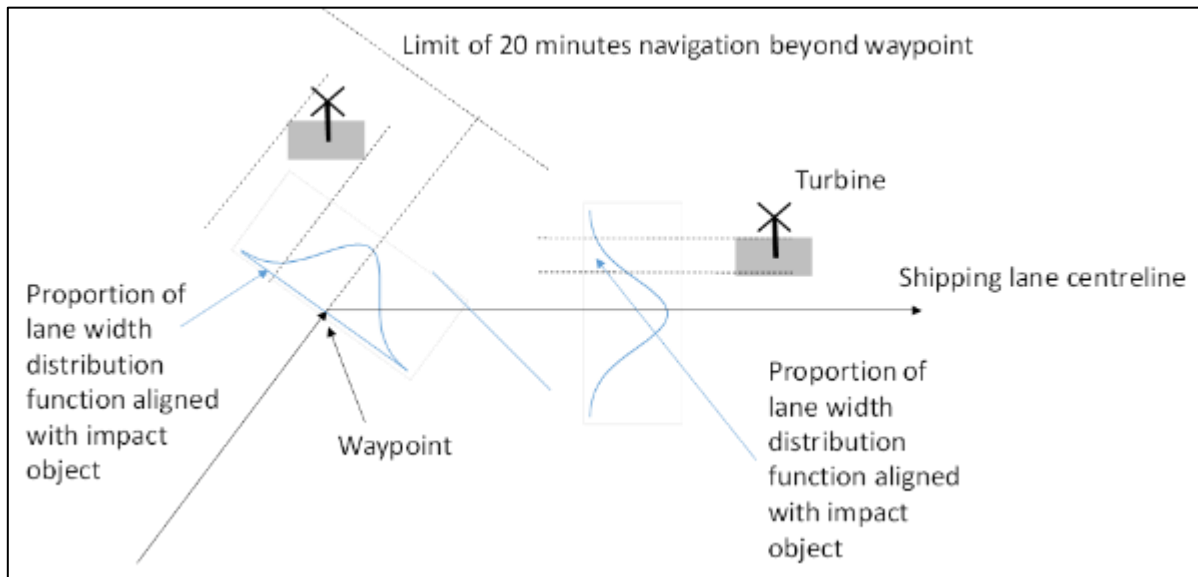 Limit of 20 minutes navigation beyond waypoint
Turbine
Shipping lane centreline
Proportion of
lane width
distribution
function aligned
with impact
object
Waypoint
Proportion of
lane width
distribution
function aligned
with impact
object